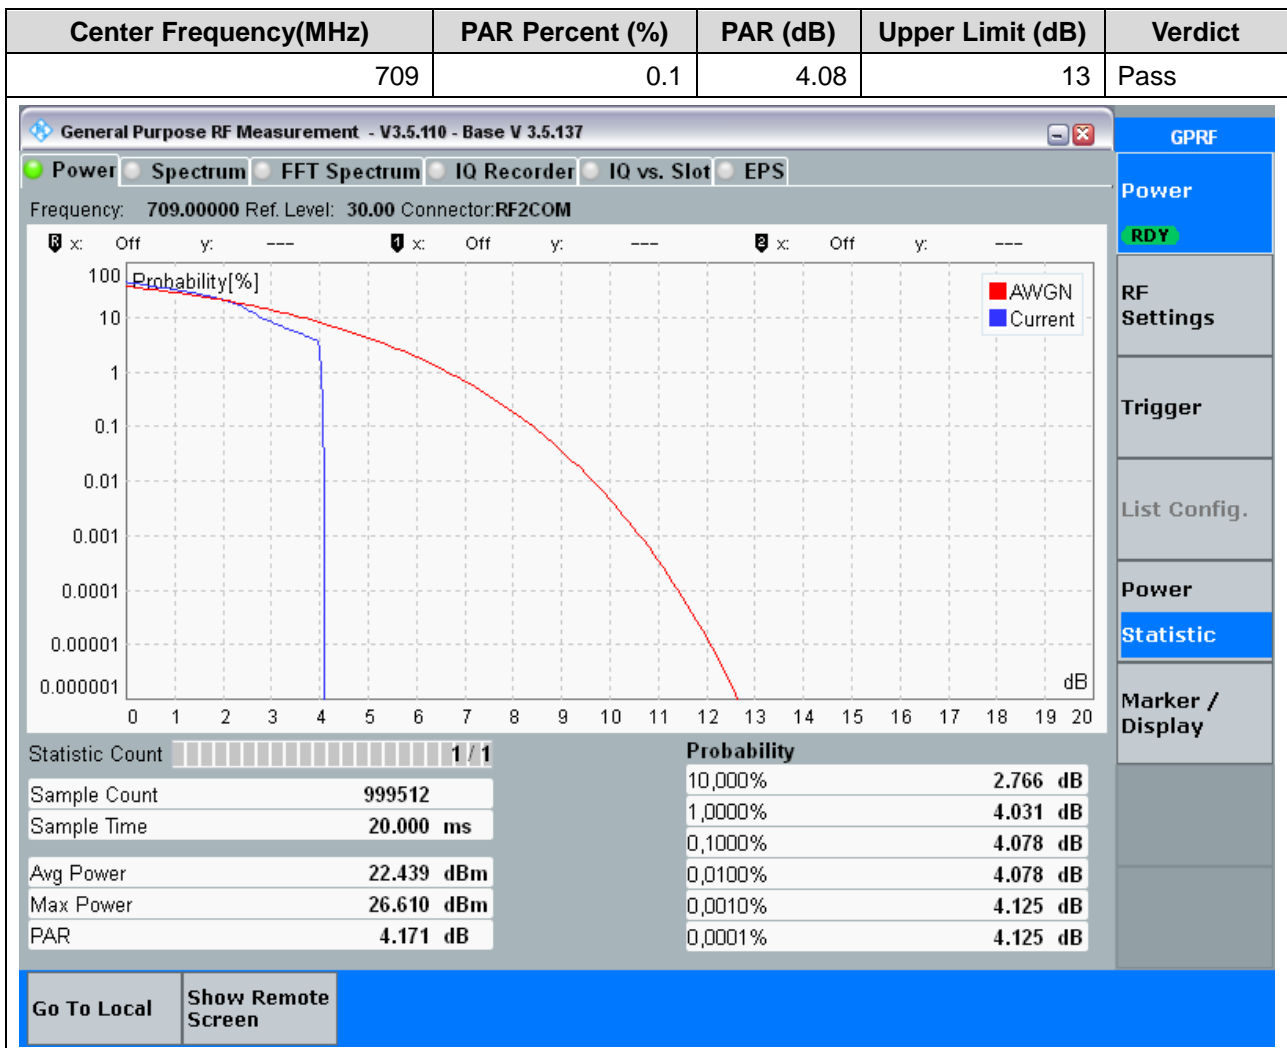 Center Frequency(MHz) PAR Percent (%) PAR (dB) Upper Limit (dB) Verdict
709 0.1 4.08 13 Pass
General Purpose RF Measurement - V3.5.110 - Base V 3.5.137
Power Spectrum FFT Spectrum IQ Recorder IQ vs. Slot EPS
Frequency: 709.00000 Ref. Level: 30.00 Connector:RF2COM
R x: Off y: --- 1 x: Off y: --- 2 x: Off y: ---
Probability[%]
AWGN
Current
100
10
1
0.1
0.01
0.001
0.0001
0.00001
0.000001
dB
0 1 2 3 4 5 6 7 8 9 10 11 12 13 14 15 16 17 18 19 20
Statistic Count 1 / 1
Sample Count 999512
Sample Time 20.000 ms
Avg Power 22.439 dBm
Max Power 26.610 dBm
PAR 4.171 dB
Probability
10,000% 2.766 dB
1,0000% 4.031 dB
0,1000% 4.078 dB
0,0100% 4.078 dB
0,0010% 4.125 dB
0,0001% 4.125 dB
GPRF
Power
RDY
RF
Settings
Trigger
List Config.
Power
Statistic
Marker /
Display
Go To Local
Show Remote
Screen